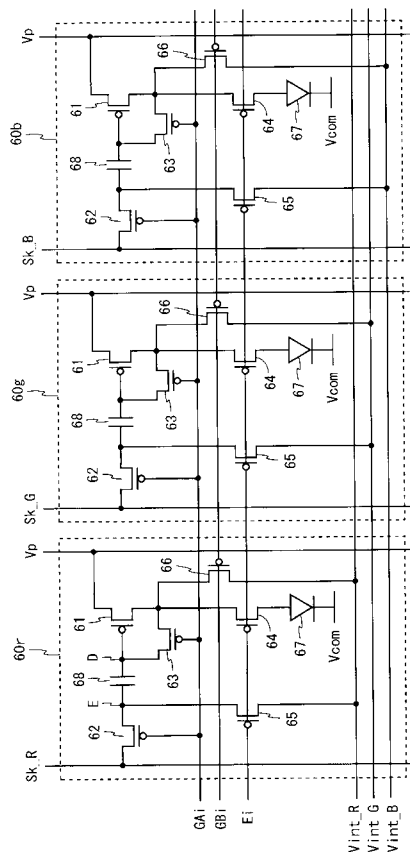 60r
Sk_R
Vp
61
D
68
E
62
63
66
64
65
67
Vcom
60g
Sk_G
Vp
61
68
62
63
66
64
65
67
Vcom
60b
Sk_B
Vp
61
68
62
63
66
64
65
67
Vcom
GAi
GBi
Ei
Vint_R
Vint_G
Vint_B